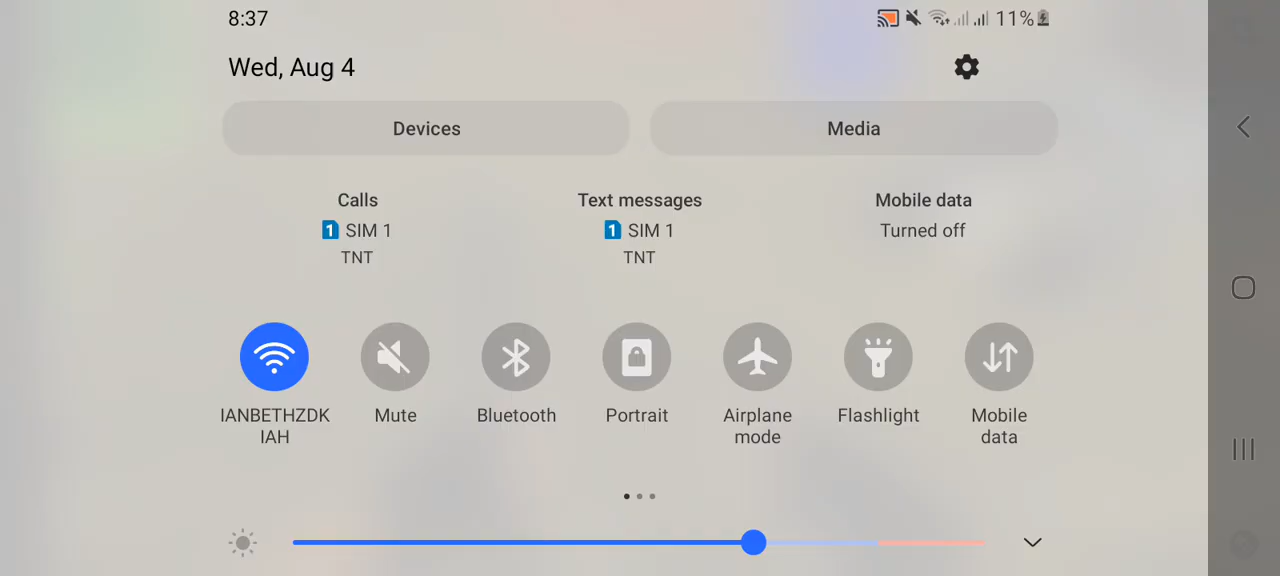 8:37
11%
Wed, Aug 4
Devices
Media
Calls
1 SIM 1
TNT
Text messages
1 SIM 1
TNT
Mobile data
Turned off
IANBETHZDK
IAH
Mute
Bluetooth
Portrait
Airplane
mode
Flashlight
Mobile
data